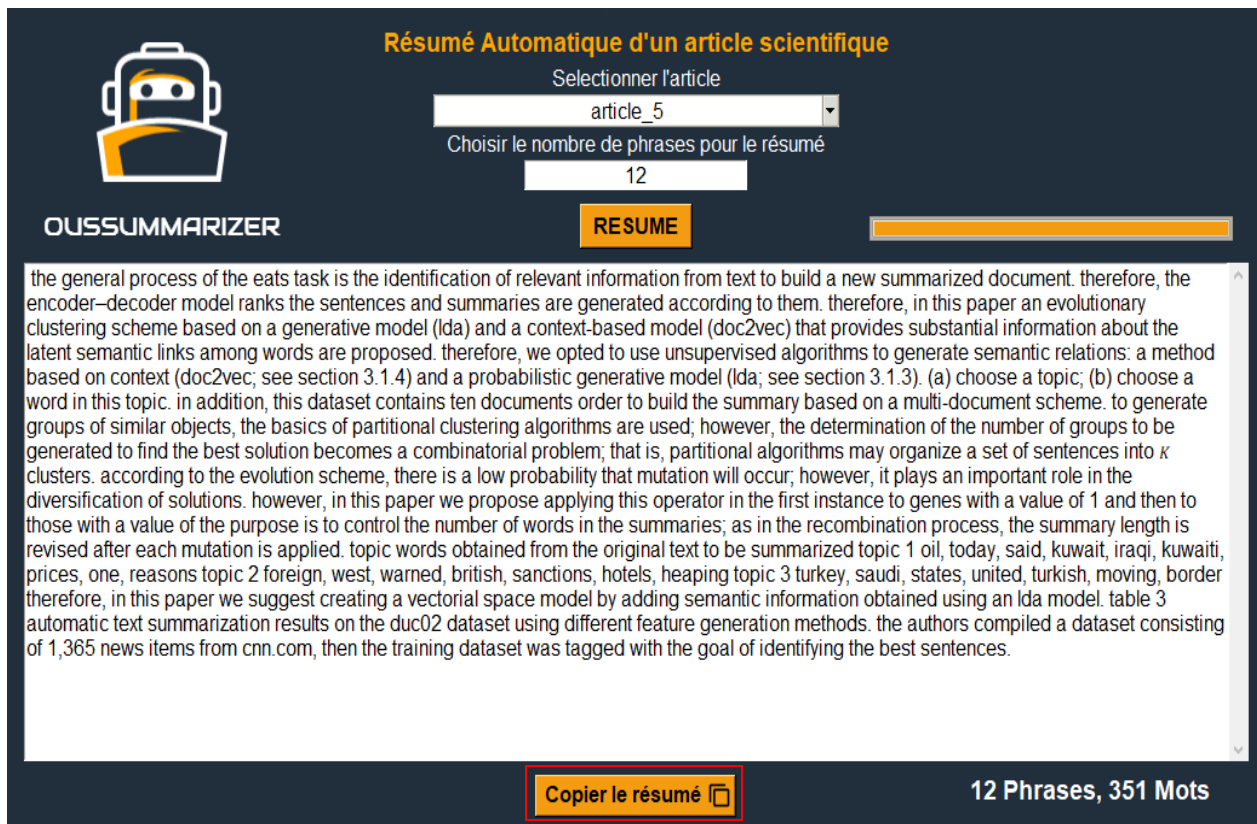 Résumé Automatique d'un article scientifique
Selectionner l'article
article_5
Choisir le nombre de phrases pour le résumé
12
OUSSUMMARIZER
RESUME
the general process of the eats task is the identification of relevant information from text to build a new summarized document. therefore, the
encoder–decoder model ranks the sentences and summaries are generated according to them. therefore, in this paper an evolutionary
clustering scheme based on a generative model (lda) and a context-based model (doc2vec) that provides substantial information about the
latent semantic links among words are proposed. therefore, we opted to use unsupervised algorithms to generate semantic relations: a method
based on context (doc2vec; see section 3.1.4) and a probabilistic generative model (lda; see section 3.1.3). (a) choose a topic; (b) choose a
word in this topic. in addition, this dataset contains ten documents order to build the summary based on a multi-document scheme. to generate
groups of similar objects, the basics of partitional clustering algorithms are used; however, the determination of the number of groups to be
generated to find the best solution becomes a combinatorial problem; that is, partitional algorithms may organize a set of sentences into κ
clusters. according to the evolution scheme, there is a low probability that mutation will occur; however, it plays an important role in the
diversification of solutions. however, in this paper we propose applying this operator in the first instance to genes with a value of 1 and then to
those with a value of the purpose is to control the number of words in the summaries; as in the recombination process, the summary length is
revised after each mutation is applied. topic words obtained from the original text to be summarized topic 1 oil, today, said, kuwait, iraqi, kuwaiti,
prices, one, reasons topic 2 foreign, west, warned, british, sanctions, hotels, heaping topic 3 turkey, saudi, states, united, turkish, moving, border
therefore, in this paper we suggest creating a vectorial space model by adding semantic information obtained using an lda model. table 3
automatic text summarization results on the duc02 dataset using different feature generation methods. the authors compiled a dataset consisting
of 1,365 news items from cnn.com, then the training dataset was tagged with the goal of identifying the best sentences.
Copier le résumé
12 Phrases, 351 Mots